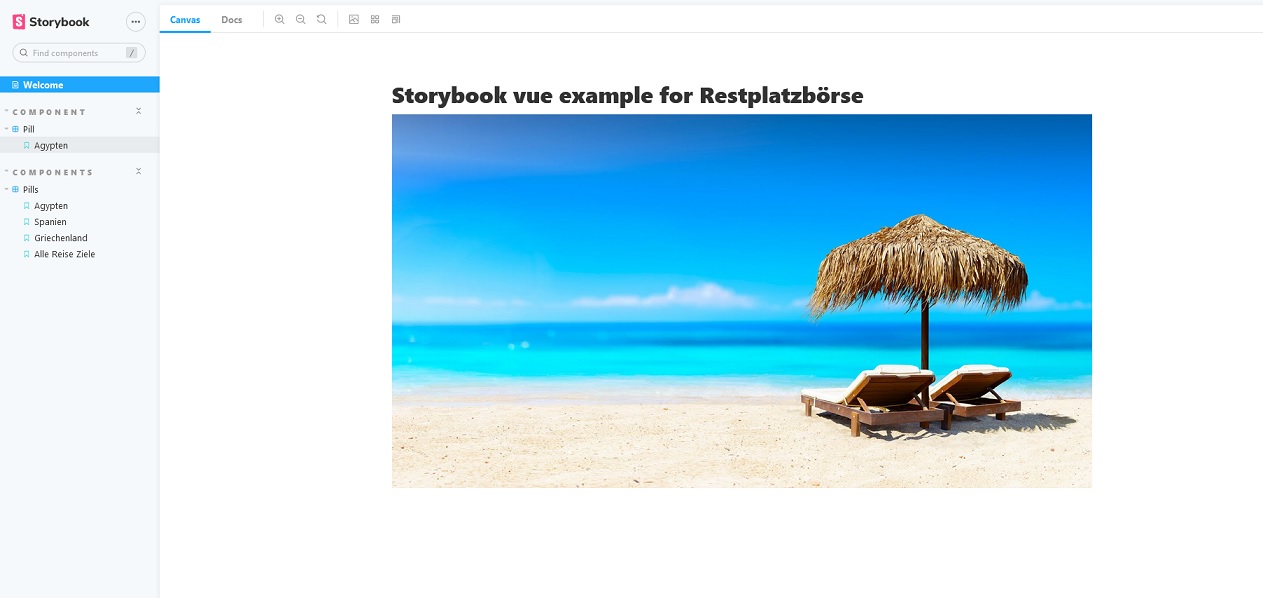 Storybook
Find components
/
Welcome
COMPONENT
Pill
Agypten
COMPONENTS
Pills
Agypten
Spanien
Griechenland
Alle Reise Ziele
Canvas
Docs
Storybook vue example for Restplatzbörse